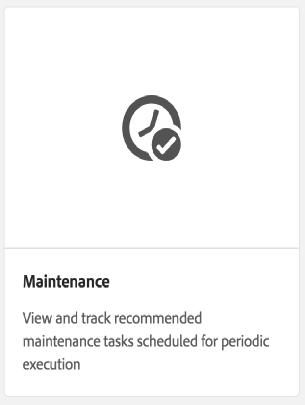 Maintenance
View and track recommended
maintenance tasks scheduled for periodic
execution